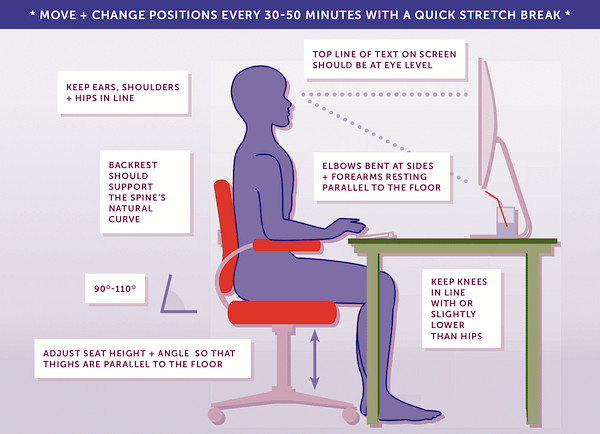 * MOVE + CHANGE POSITIONS EVERY 30-50 MINUTES WITH A QUICK STRETCH BREAK *
TOP LINE OF TEXT ON SCREEN
SHOULD BE AT EYE LEVEL
KEEP EARS, SHOULDERS
+ HIPS IN LINE
BACKREST
SHOULD
SUPPORT
THE SPINE'S
NATURAL
CURVE
ELBOWS BENT AT SIDES
+ FOREARMS RESTING
PARALLEL TO THE FLOOR
90°-110°
KEEP KNEES
IN LINE
WITH OR
SLIGHTLY
LOWER
THAN HIPS
ADJUST SEAT HEIGHT + ANGLE SO THAT
THIGHS ARE PARALLEL TO THE FLOOR